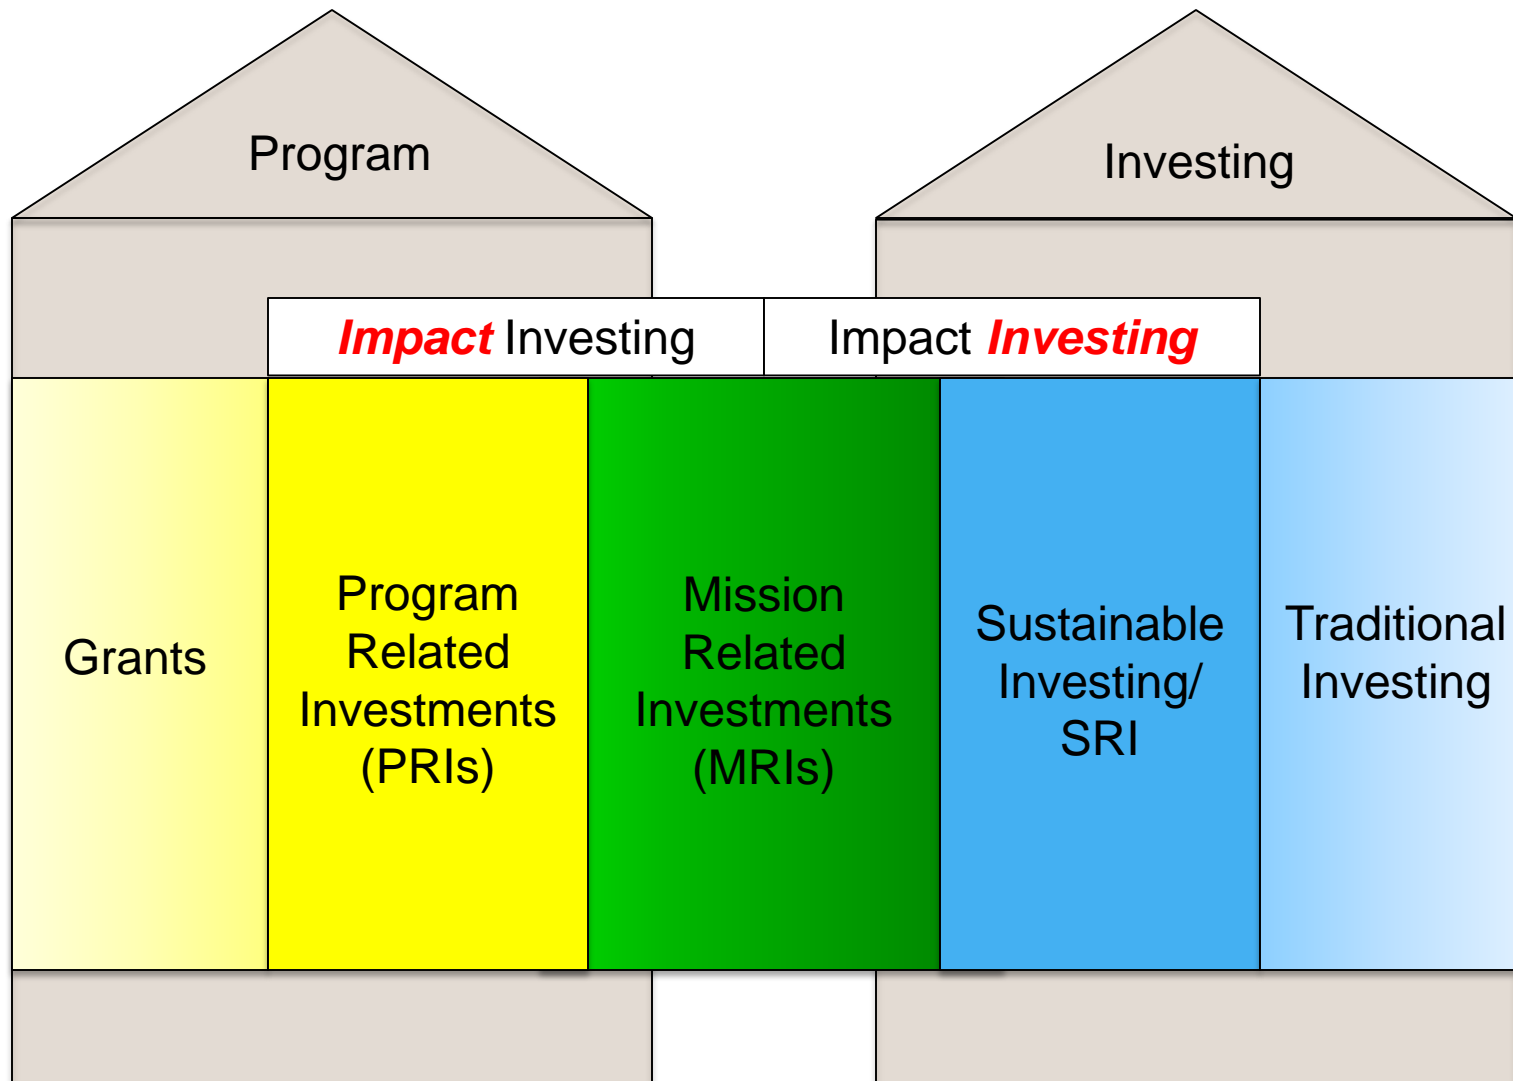 Program
Investing
Impact Investing
Impact Investing
Grants
Program
Related
Investments
(PRIs)
Mission
Related
Investments
(MRIs)
Sustainable
Investing/
SRI
Traditional
Investing